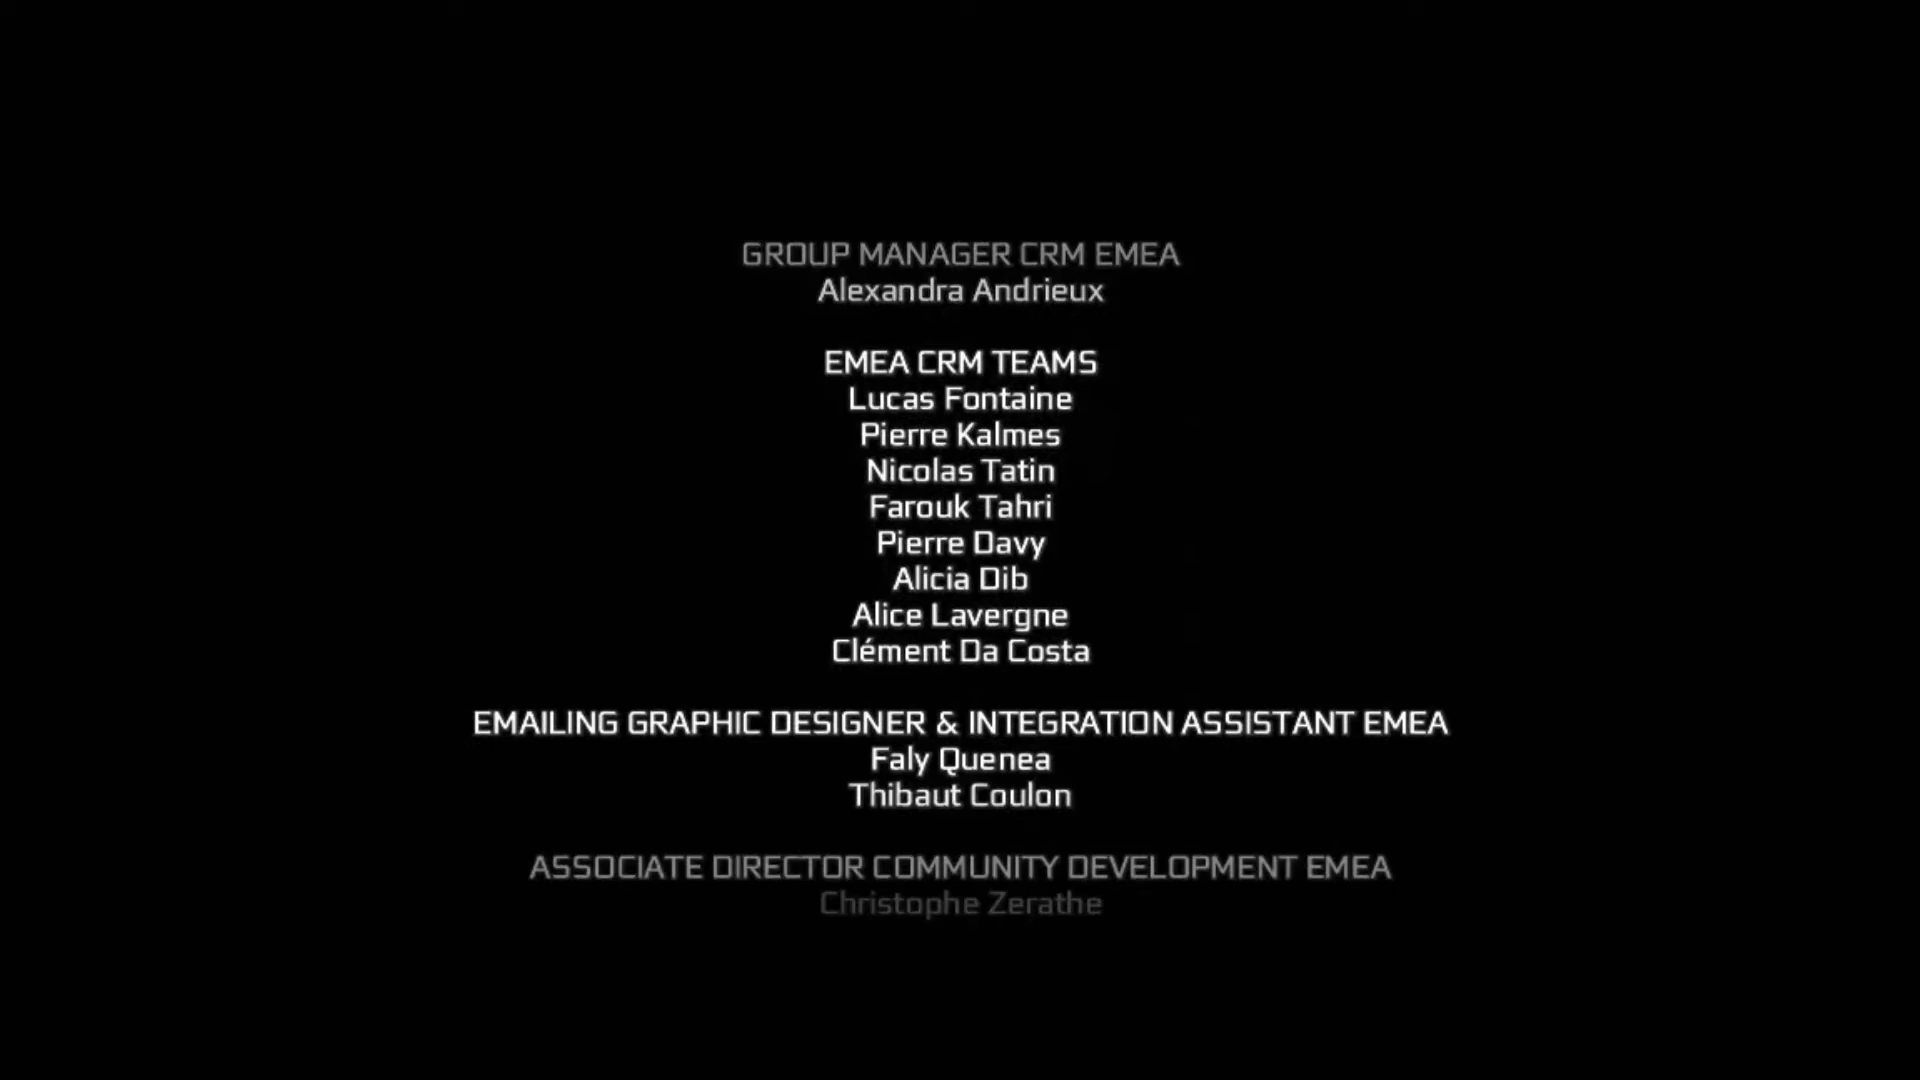 GROUP MANAGER CRM EMEA
Alexandra Andrieux
EMEA CRM TEAMS
Lucas Fontaine
Pierre Kalmes
Nicolas Tatin
Farouk Tahri
Pierre Davy
Alicia Dib
Alice Lavergne
Clément Da Costa
EMAILING GRAPHIC DESIGNER & INTEGRATION ASSISTANT EMEA
Faly Quenea
Thibaut Coulon
ASSOCIATE DIRECTOR COMMUNITY DEVELOPMENT EMEA
Christophe Zerathe